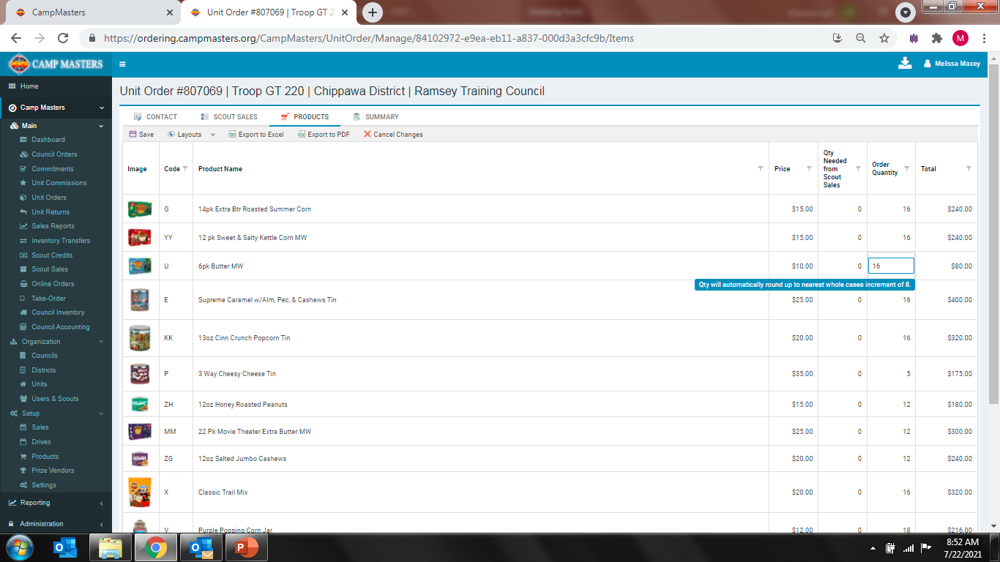 CampMasters
Unit Order #807069 | Troop GT 2
https://ordering.campmasters.org/CampMasters/UnitOrder/Manage/84102972-e9ea-eb11-a837-000d3a3cfc9b/Items
M
CAMP MASTERS
Melissa Maxey
Home
Camp Masters
Main
Dashboard
Council Orders
Commitments
Unit Commissions
Unit Orders
Unit Returns
Sales Reports
Inventory Transfers
Scout Credits
Scout Sales
Online Orders
Take-Order
Council Inventory
Council Accounting
Organization
Councils
Districts
Units
Users & Scouts
Setup
Sales
Drives
Products
Prize Vendors
Settings
Reporting
Administration
Unit Order #807069 | Troop GT 220 | Chippawa District | Ramsey Training Council
CONTACT SCOUT SALES PRODUCTS SUMMARY
Save Layouts Export to Excel Export to PDF Cancel Changes
Image Code Product Name Price Qty Needed from Scout Sales Order Quantity Total
G 14pk Extra Btr Roasted Summer Corn $15.00 0 16 $240.00
YY 12 pk Sweet & Salty Kettle Corn MW $15.00 0 16 $240.00
U 6pk Butter MW $10.00 0 16 $80.00
Qty will automatically round up to nearest whole cases increment of 8.
E Supreme Caramel w/Alm, Pec, & Cashews Tin $25.00 0 16 $400.00
KK 13oz Cinn Crunch Popcorn Tin $20.00 0 16 $320.00
P 3 Way Cheesy Cheese Tin $35.00 0 5 $175.00
ZH 12oz Honey Roasted Peanuts $15.00 0 12 $180.00
MM 22 Pk Movie Theater Extra Butter MW $25.00 0 12 $300.00
ZG 12oz Salted Jumbo Cashews $20.00 0 12 $240.00
X Classic Trail Mix $20.00 0 16 $320.00
V Purple Popping Corn Jar $12.00 0 18 $216.00
8:52 AM
7/22/2021